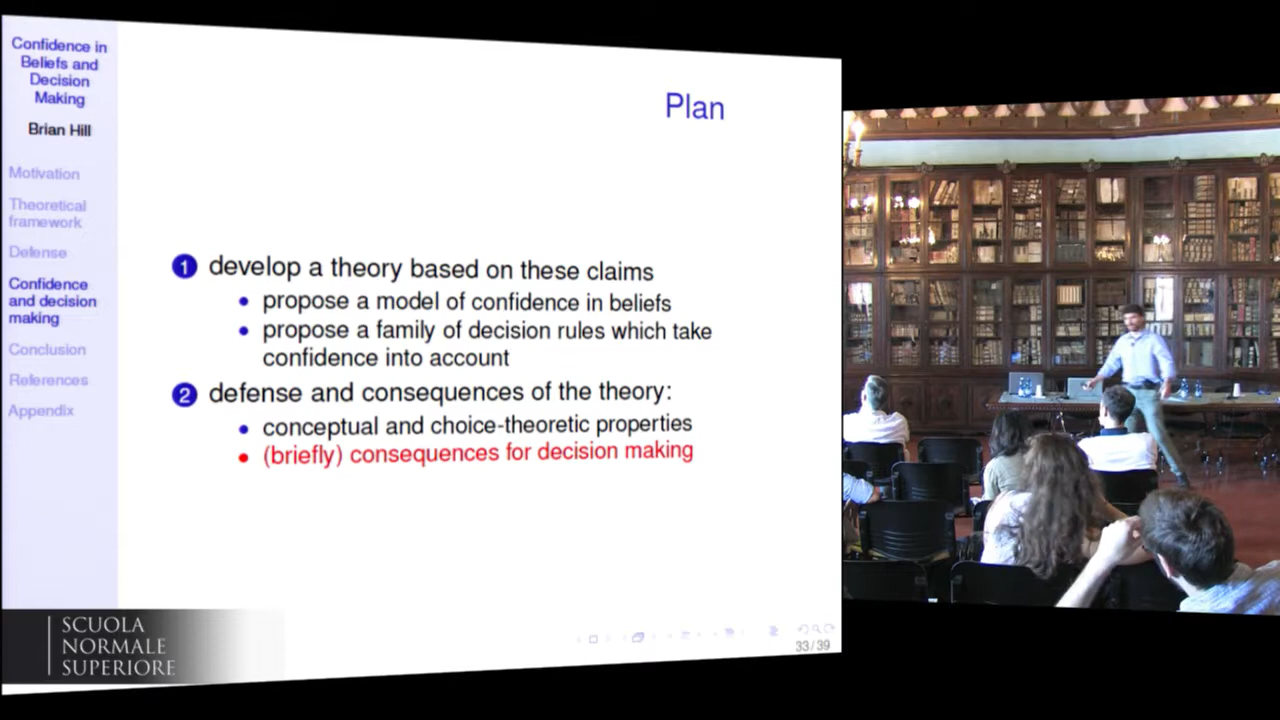 Confidence in
Beliefs and
Decision
Making
Brian Hill
Motivation
Theoretical
framework
Defense
Confidence
and decision
making
Conclusion
References
Appendix
Plan
1 develop a theory based on these claims
• propose a model of confidence in beliefs
• propose a family of decision rules which take
confidence into account
2 defense and consequences of the theory:
• conceptual and choice-theoretic properties
• (briefly) consequences for decision making
33/39
SCUOLA
NORMALE
SUPERIORE